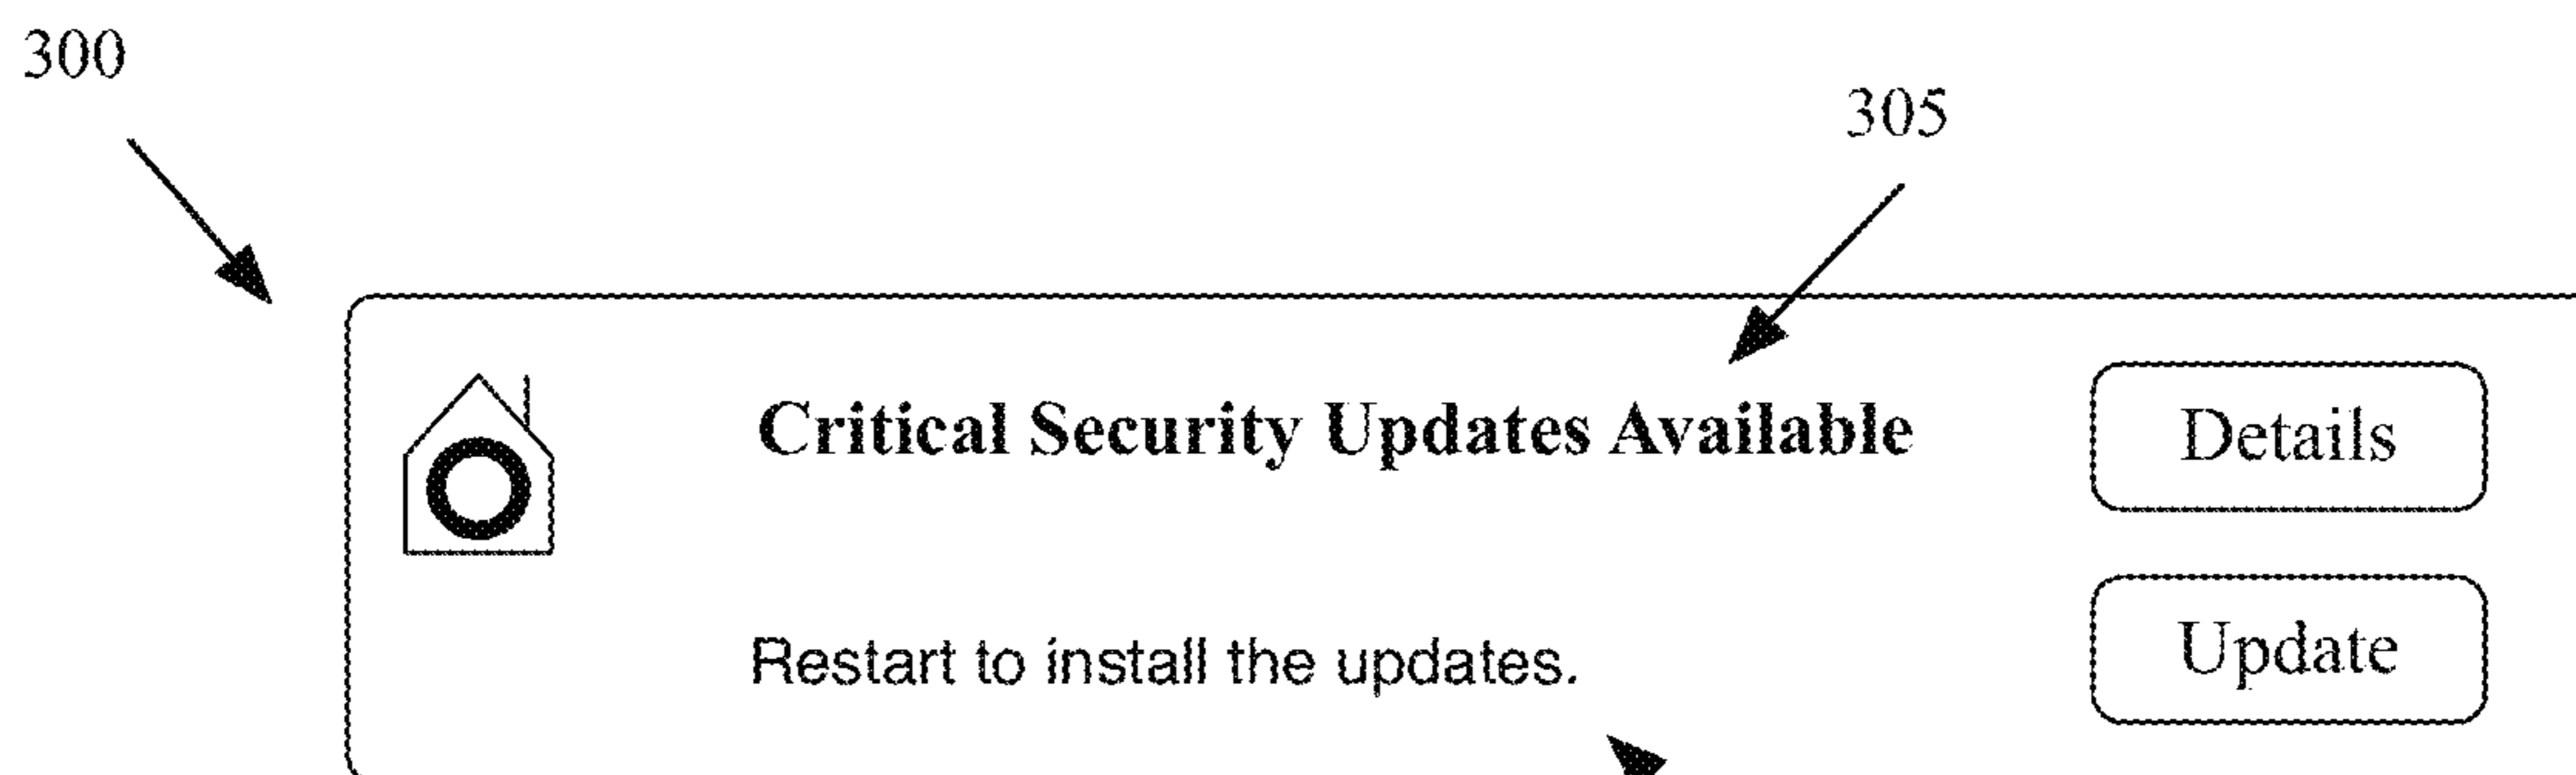 300
305
Critical Security Updates Available
Details
Restart to install the updates.
Update